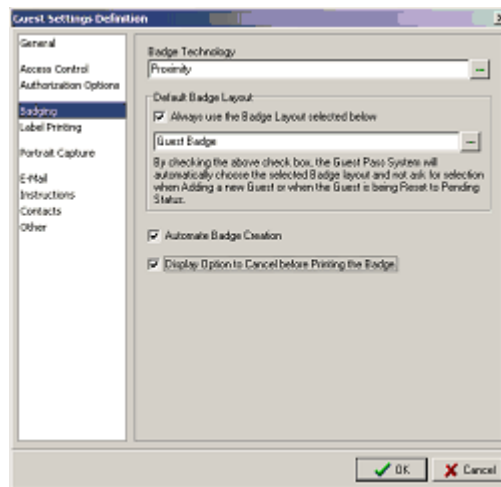 Guest Settings Definition
General
Access Control
Authorization Options
Badging
Label Printing
Portrait Capture
E-Mail
Instructions
Contacts
Other
Badge Technology
Proximity
Default Badge Layout
Always use the Badge Layout selected below
Guest Badge
By checking the above check box, the Guest Pass System will
automatically choose the selected Badge layout and not ask for selection
when Adding a new Guest or when the Guest is being Reset to Pending
Status.
Automate Badge Creation
Display Option to Cancel before Printing the Badge.
OK
Cancel